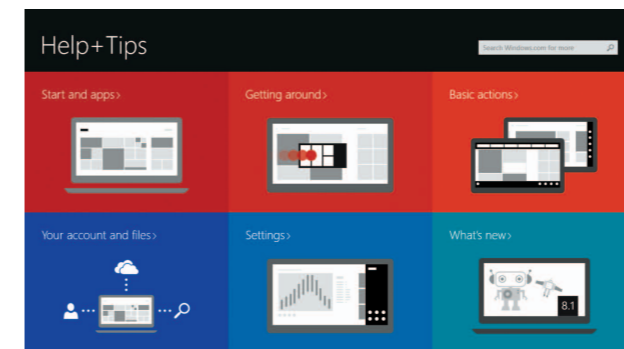 Help+Tips
Search Windows.com for more
Start and apps›
Getting around›
Basic actions›
Your account and files›
Settings›
What's new›
8.1